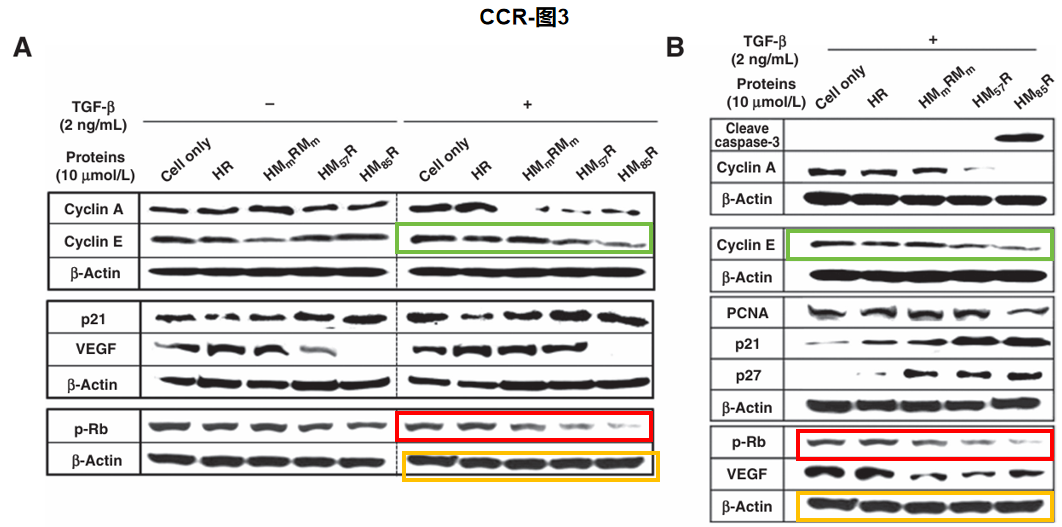 CCR-图3
A
TGF-β
(2 ng/mL)
− +
Proteins
(10 μmol/L)
Cell only HR HMmRMm HM57R HM85R Cell only HR HMmRMm HM57R HM85R
Cyclin A
Cyclin E
β-Actin
p21
VEGF
β-Actin
p-Rb
β-Actin
B
TGF-β
(2 ng/mL)
+
Proteins
(10 μmol/L)
Cell only HR HMmRMm HM57R HM85R
Cleave
caspase-3
Cyclin A
β-Actin
Cyclin E
β-Actin
PCNA
p21
p27
β-Actin
p-Rb
VEGF
β-Actin